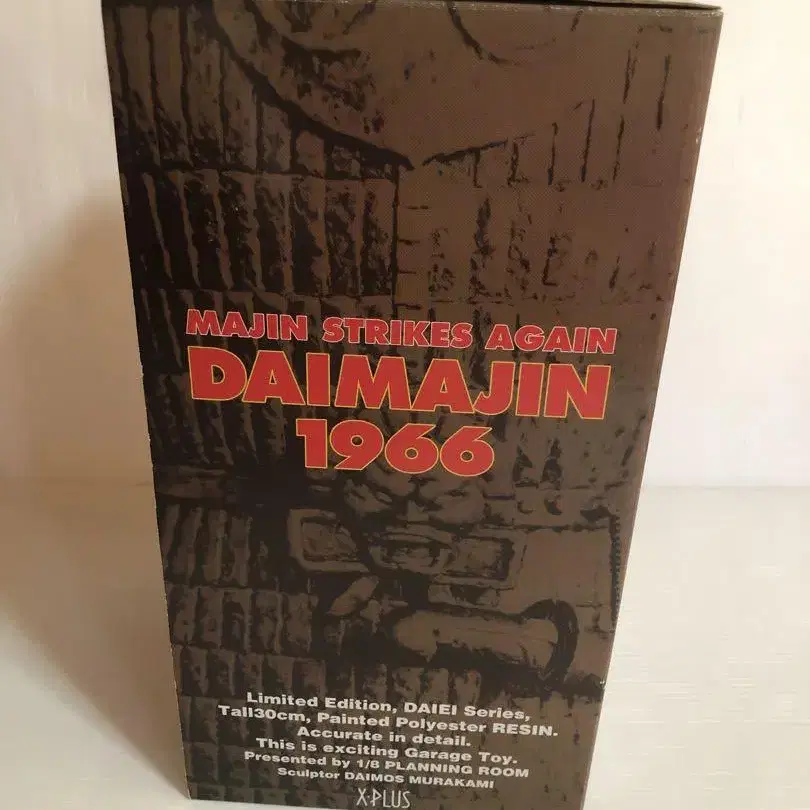 MAJIN STRIKES AGAIN
DAIMAJIN
1966
Limited Edition, DAIEI Series,
Tall30cm, Painted Polyester RESIN.
Accurate in detail.
This is exciting Garage Toy.
Presented by 1/8 PLANNING ROOM
Sculptor DAIMOS MURAKAMI
X-PLUS